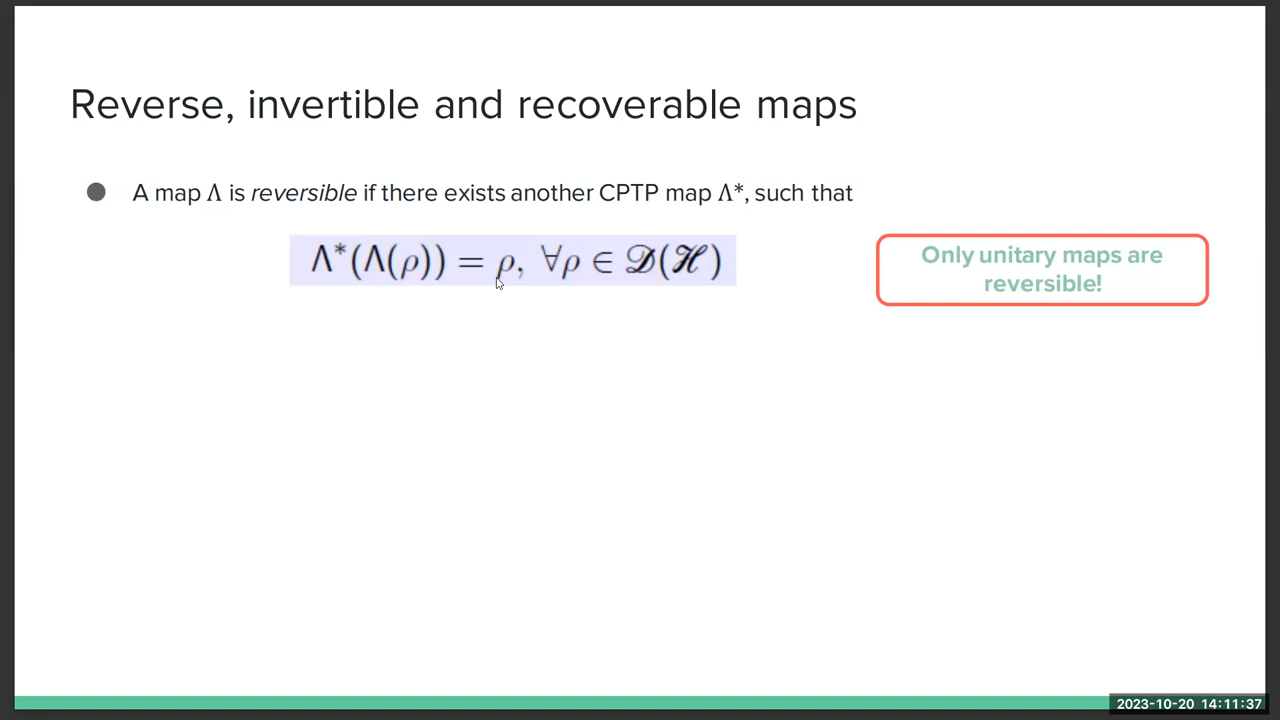 Reverse, invertible and recoverable maps
● A map Λ is reversible if there exists another CPTP map Λ*, such that
Λ*(Λ(ρ)) = ρ, ∀ρ ∈ 𝒟(ℋ)
Only unitary maps are
reversible!
2023-10-20 14:11:37